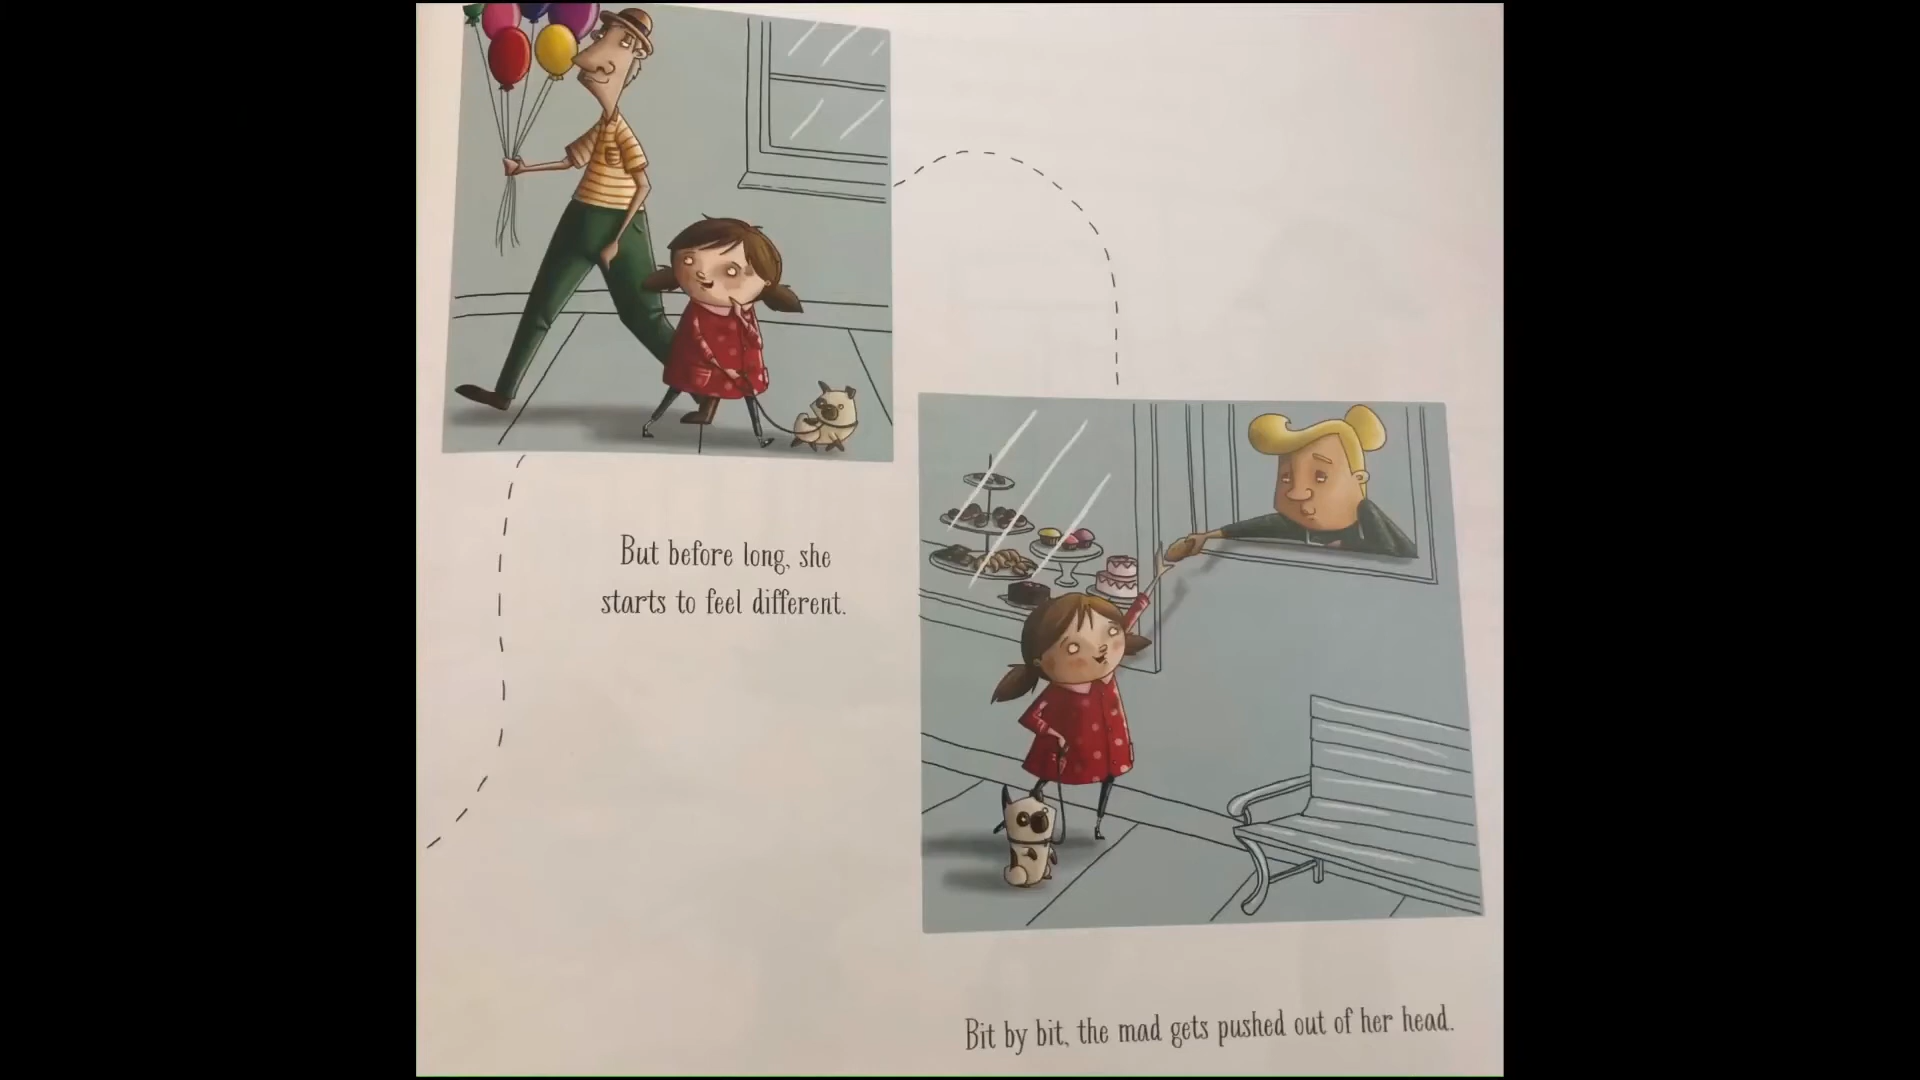 But before long, she
starts to feel different.
Bit by bit, the mad gets pushed out of her head.